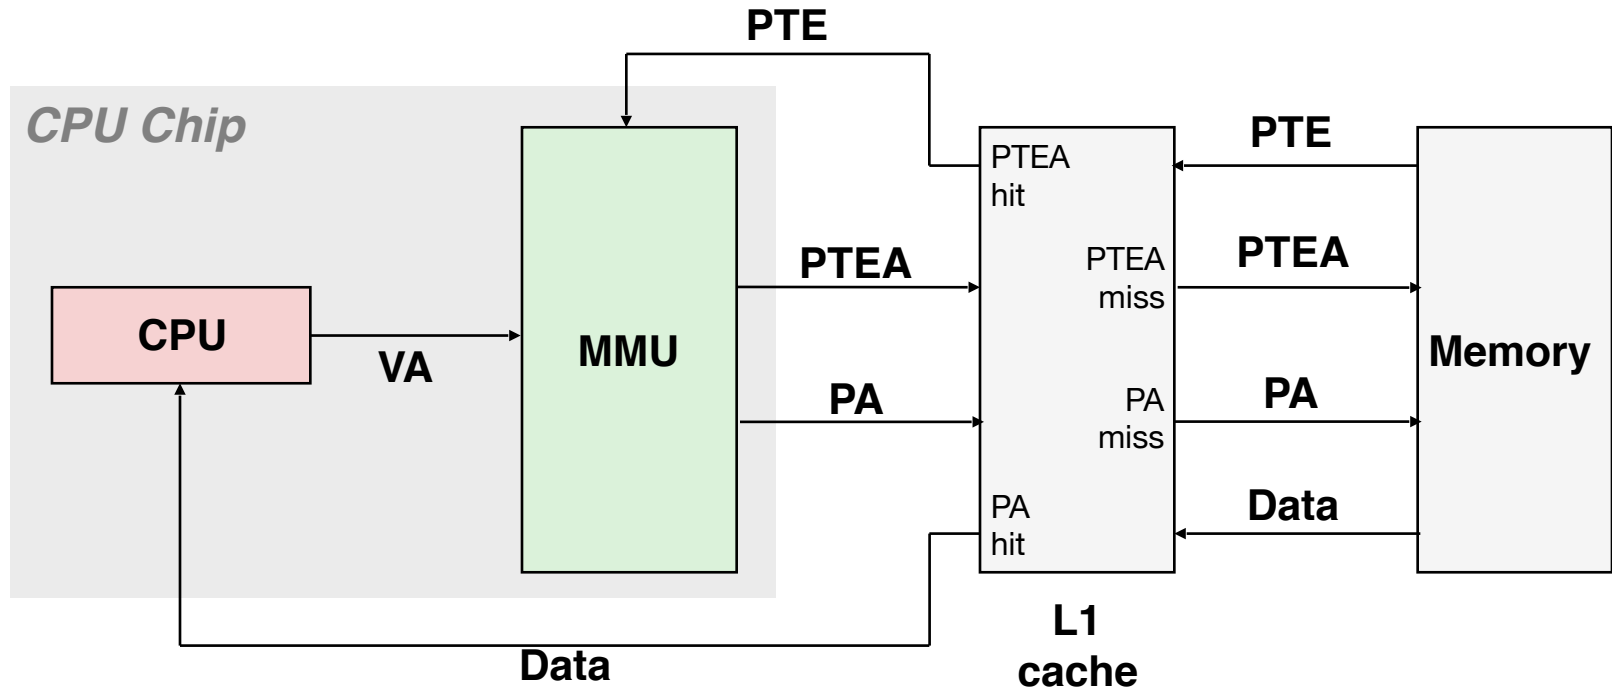 PTE
CPU Chip
PTEA
hit
PTE
PTEA
PTEA
miss
PTEA
CPU
VA
MMU
Memory
PA
PA
miss
PA
PA
hit
Data
L1
cache
Data